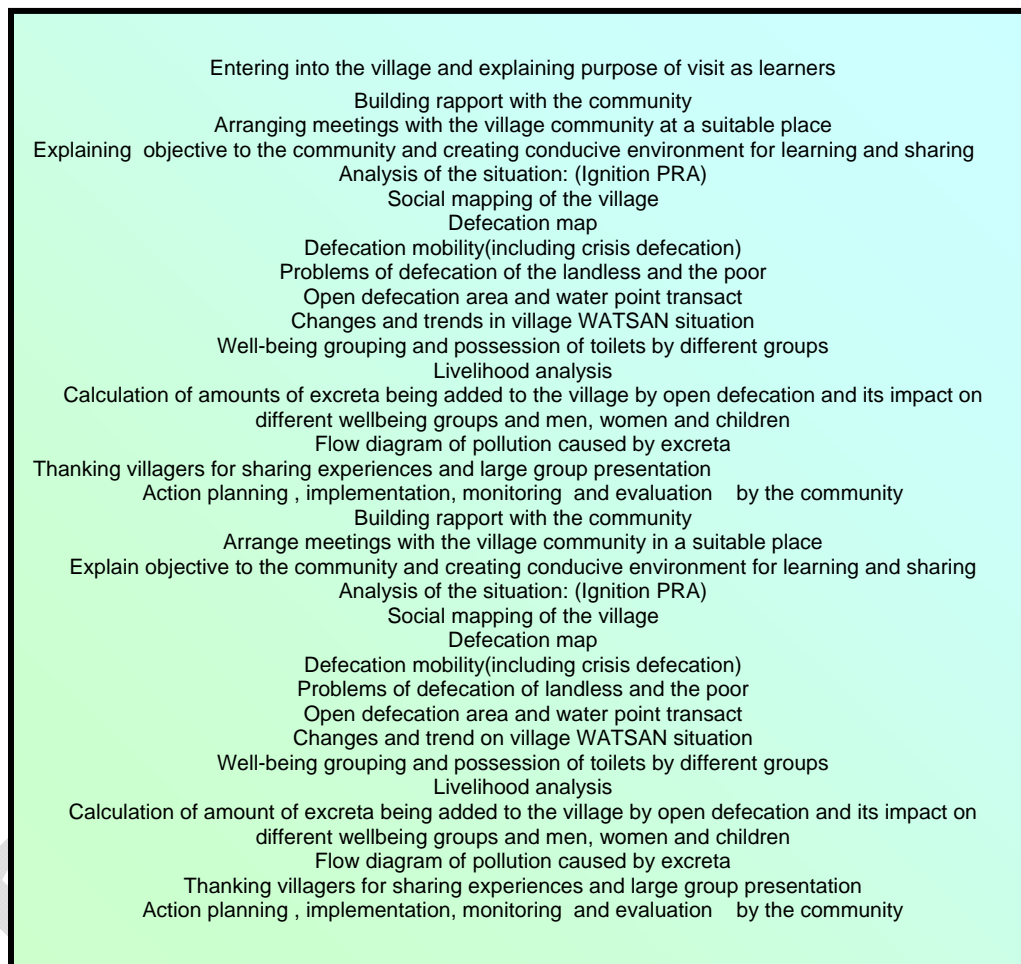 Entering into the village and explaining purpose of visit as learners
Building rapport with the community
Arranging meetings with the village community at a suitable place
Explaining objective to the community and creating conducive environment for learning and sharing
Analysis of the situation: (Ignition PRA)
Social mapping of the village
Defecation map
Defecation mobility(including crisis defecation)
Problems of defecation of the landless and the poor
Open defecation area and water point transact
Changes and trends in village WATSAN situation
Well-being grouping and possession of toilets by different groups
Livelihood analysis
Calculation of amounts of excreta being added to the village by open defecation and its impact on
different wellbeing groups and men, women and children
Flow diagram of pollution caused by excreta
Thanking villagers for sharing experiences and large group presentation
Action planning , implementation, monitoring and evaluation by the community
Building rapport with the community
Arrange meetings with the village community in a suitable place
Explain objective to the community and creating conducive environment for learning and sharing
Analysis of the situation: (Ignition PRA)
Social mapping of the village
Defecation map
Defecation mobility(including crisis defecation)
Problems of defecation of landless and the poor
Open defecation area and water point transact
Changes and trend on village WATSAN situation
Well-being grouping and possession of toilets by different groups
Livelihood analysis
Calculation of amount of excreta being added to the village by open defecation and its impact on
different wellbeing groups and men, women and children
Flow diagram of pollution caused by excreta
Thanking villagers for sharing experiences and large group presentation
Action planning , implementation, monitoring and evaluation by the community